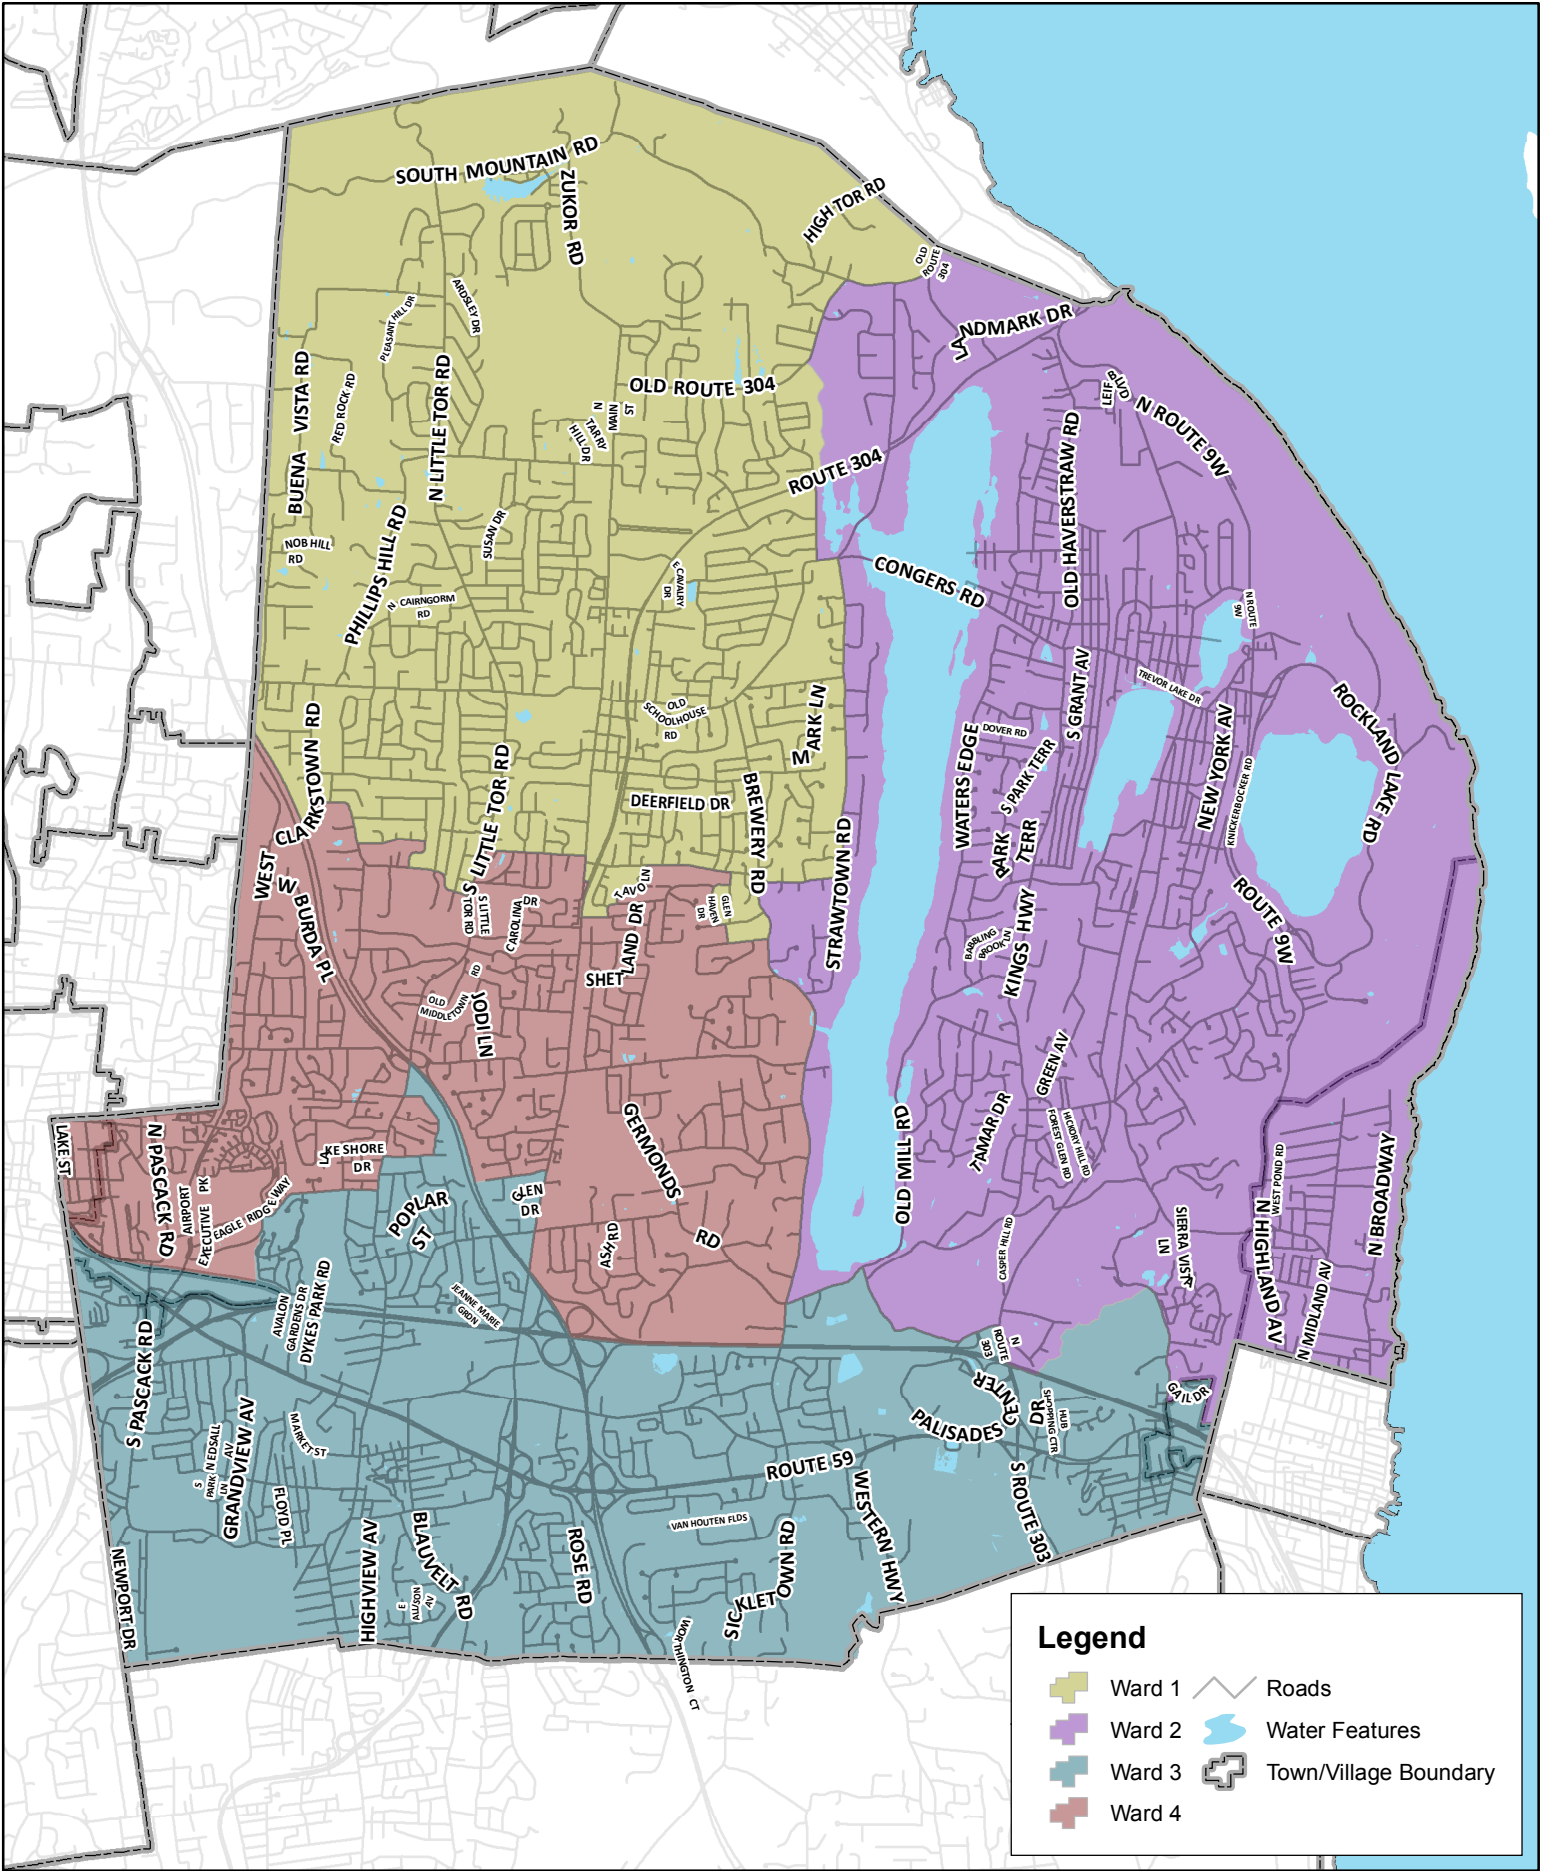 SOUTH MOUNTAIN RD
ZUKOR RD
HIGH TOR RD
OLD
ROUTE
304
ARDSLEY DR
PLEASANT HILL DR
LANDMARK DR
BUENA VISTA RD
RED ROCK RD
N LITTLE TOR RD
OLD ROUTE 304
N
MAIN
ST
TARRY
HILL DR
LEIF
BLVD
N ROUTE 9W
ROUTE 304
OLD HAVERSTRAW RD
NOB HILL
RD
PHILLIPS HILL RD
SUSAN DR
N CAIRNGORM
RD
E CAVALRY
DR
CONGERS RD
N ROUTE
9W
TREVOR LAKE DR
S GRANT AV
OLD
SCHOOLHOUSE
RD
MARK LN
WEST CLARKSTOWN RD
S LITTLE TOR RD
DEERFIELD DR
BREWERY RD
WATERS EDGE
DOVER RD
S PARK TERR
PARK
TERR
NEW YORK AV
KNICKERBOCKER RD
ROCKLAND LAKE RD
STRAWTOWN RD
W BURDA PL
S LITTLE
TOR RD
CAROLINA DR
TAVO LN
GLEN
HAVEN
DR
SHETLAND DR
KINGS HWY
BABBLING
BROOK LN
ROUTE 9W
OLD
MIDDLETOWN RD
JODI LN
GREEN AV
TAMAR DR
HICKORY HILL RD
FOREST GLEN RD
OLD MILL RD
LAKE ST
N PASCACK RD
AIRPORT
EXECUTIVE PK
EAGLE RIDGE WAY
LAKE SHORE
DR
POPLAR
ST
GLEN
DR
GERMONDS
RD
ASH RD
CASPER HILL RD
SIERRA VISTA
LN
WEST POND RD
N HIGHLAND AV
N BROADWAY
N MIDLAND AV
AVALON
GARDENS DR
DYKES PARK RD
JEANNE MARIE
GRDN
N
ROUTE
303
S PASCACK RD
PALISADES CENTER
DR
HUB
SHOPPING CTR
GAIL DR
S
PARK
LN
NEDSALL
AV
GRANDVIEW AV
MARKET ST
ROUTE 59
FLOYD PL
VAN HOUTEN FLDS
WESTERN HWY
S ROUTE 303
NEWPORT DR
HIGHVIEW AV
BLAUVELT RD
E
ALLISON
AV
ROSE RD
SICKLETOWN RD
WORTHINGTON CT
Legend
Ward 1
Roads
Ward 2
Water Features
Ward 3
Town/Village Boundary
Ward 4